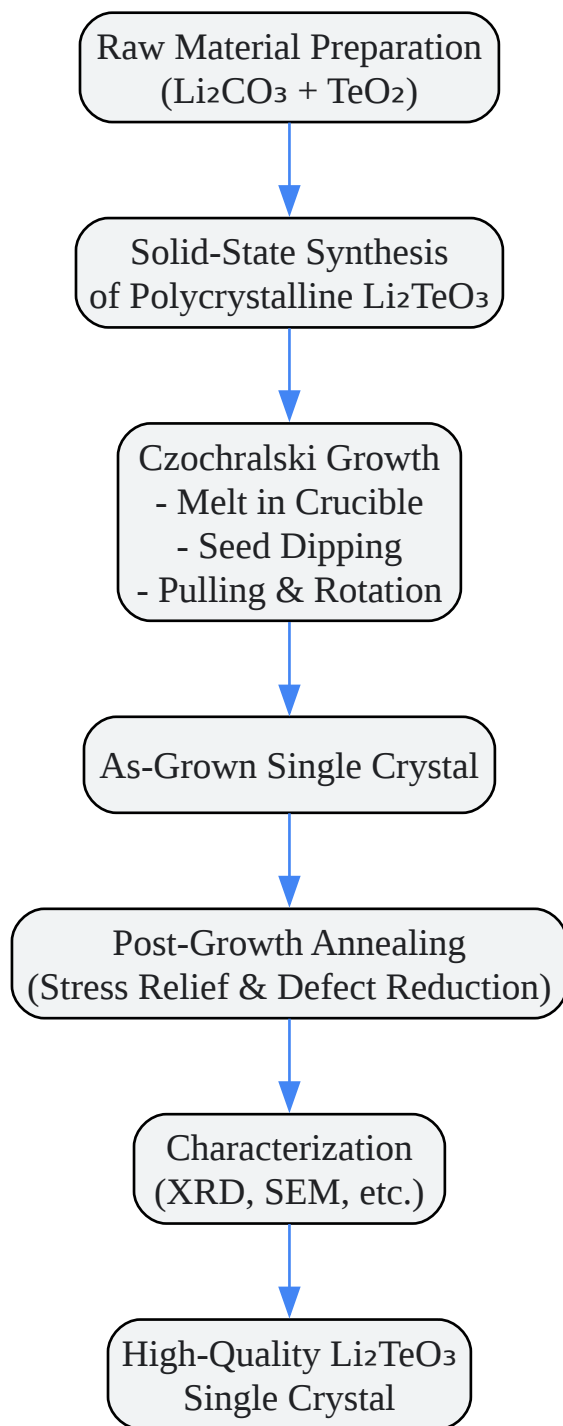 Raw Material Preparation
(Li₂CO₃ + TeO₂)
Solid-State Synthesis
of Polycrystalline Li₂TeO₃
Czochralski Growth
- Melt in Crucible
- Seed Dipping
- Pulling & Rotation
As-Grown Single Crystal
Post-Growth Annealing
(Stress Relief & Defect Reduction)
Characterization
(XRD, SEM, etc.)
High-Quality Li₂TeO₃
Single Crystal